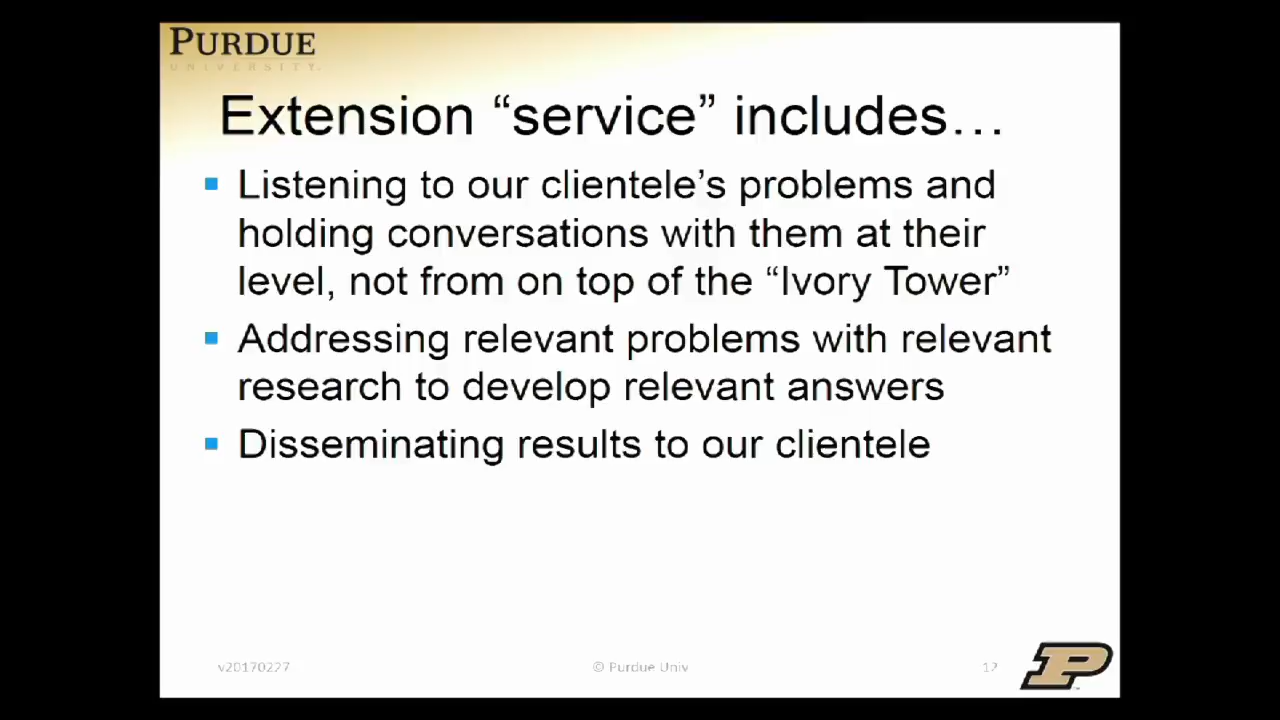 PURDUE
UNIVERSITY
Extension “service” includes…
Listening to our clientele’s problems and
holding conversations with them at their
level, not from on top of the “Ivory Tower”
Addressing relevant problems with relevant
research to develop relevant answers
Disseminating results to our clientele
v20170227
© Purdue Univ
12
P